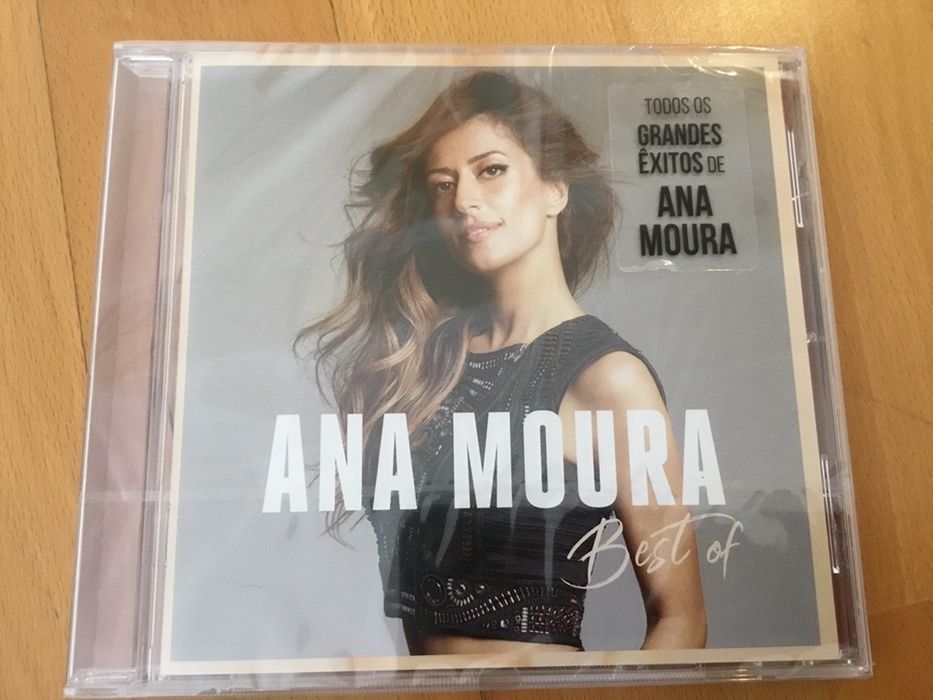 TODOS OS
GRANDES
ÊXITOS DE
ANA
MOURA
ANA MOURA
Best of